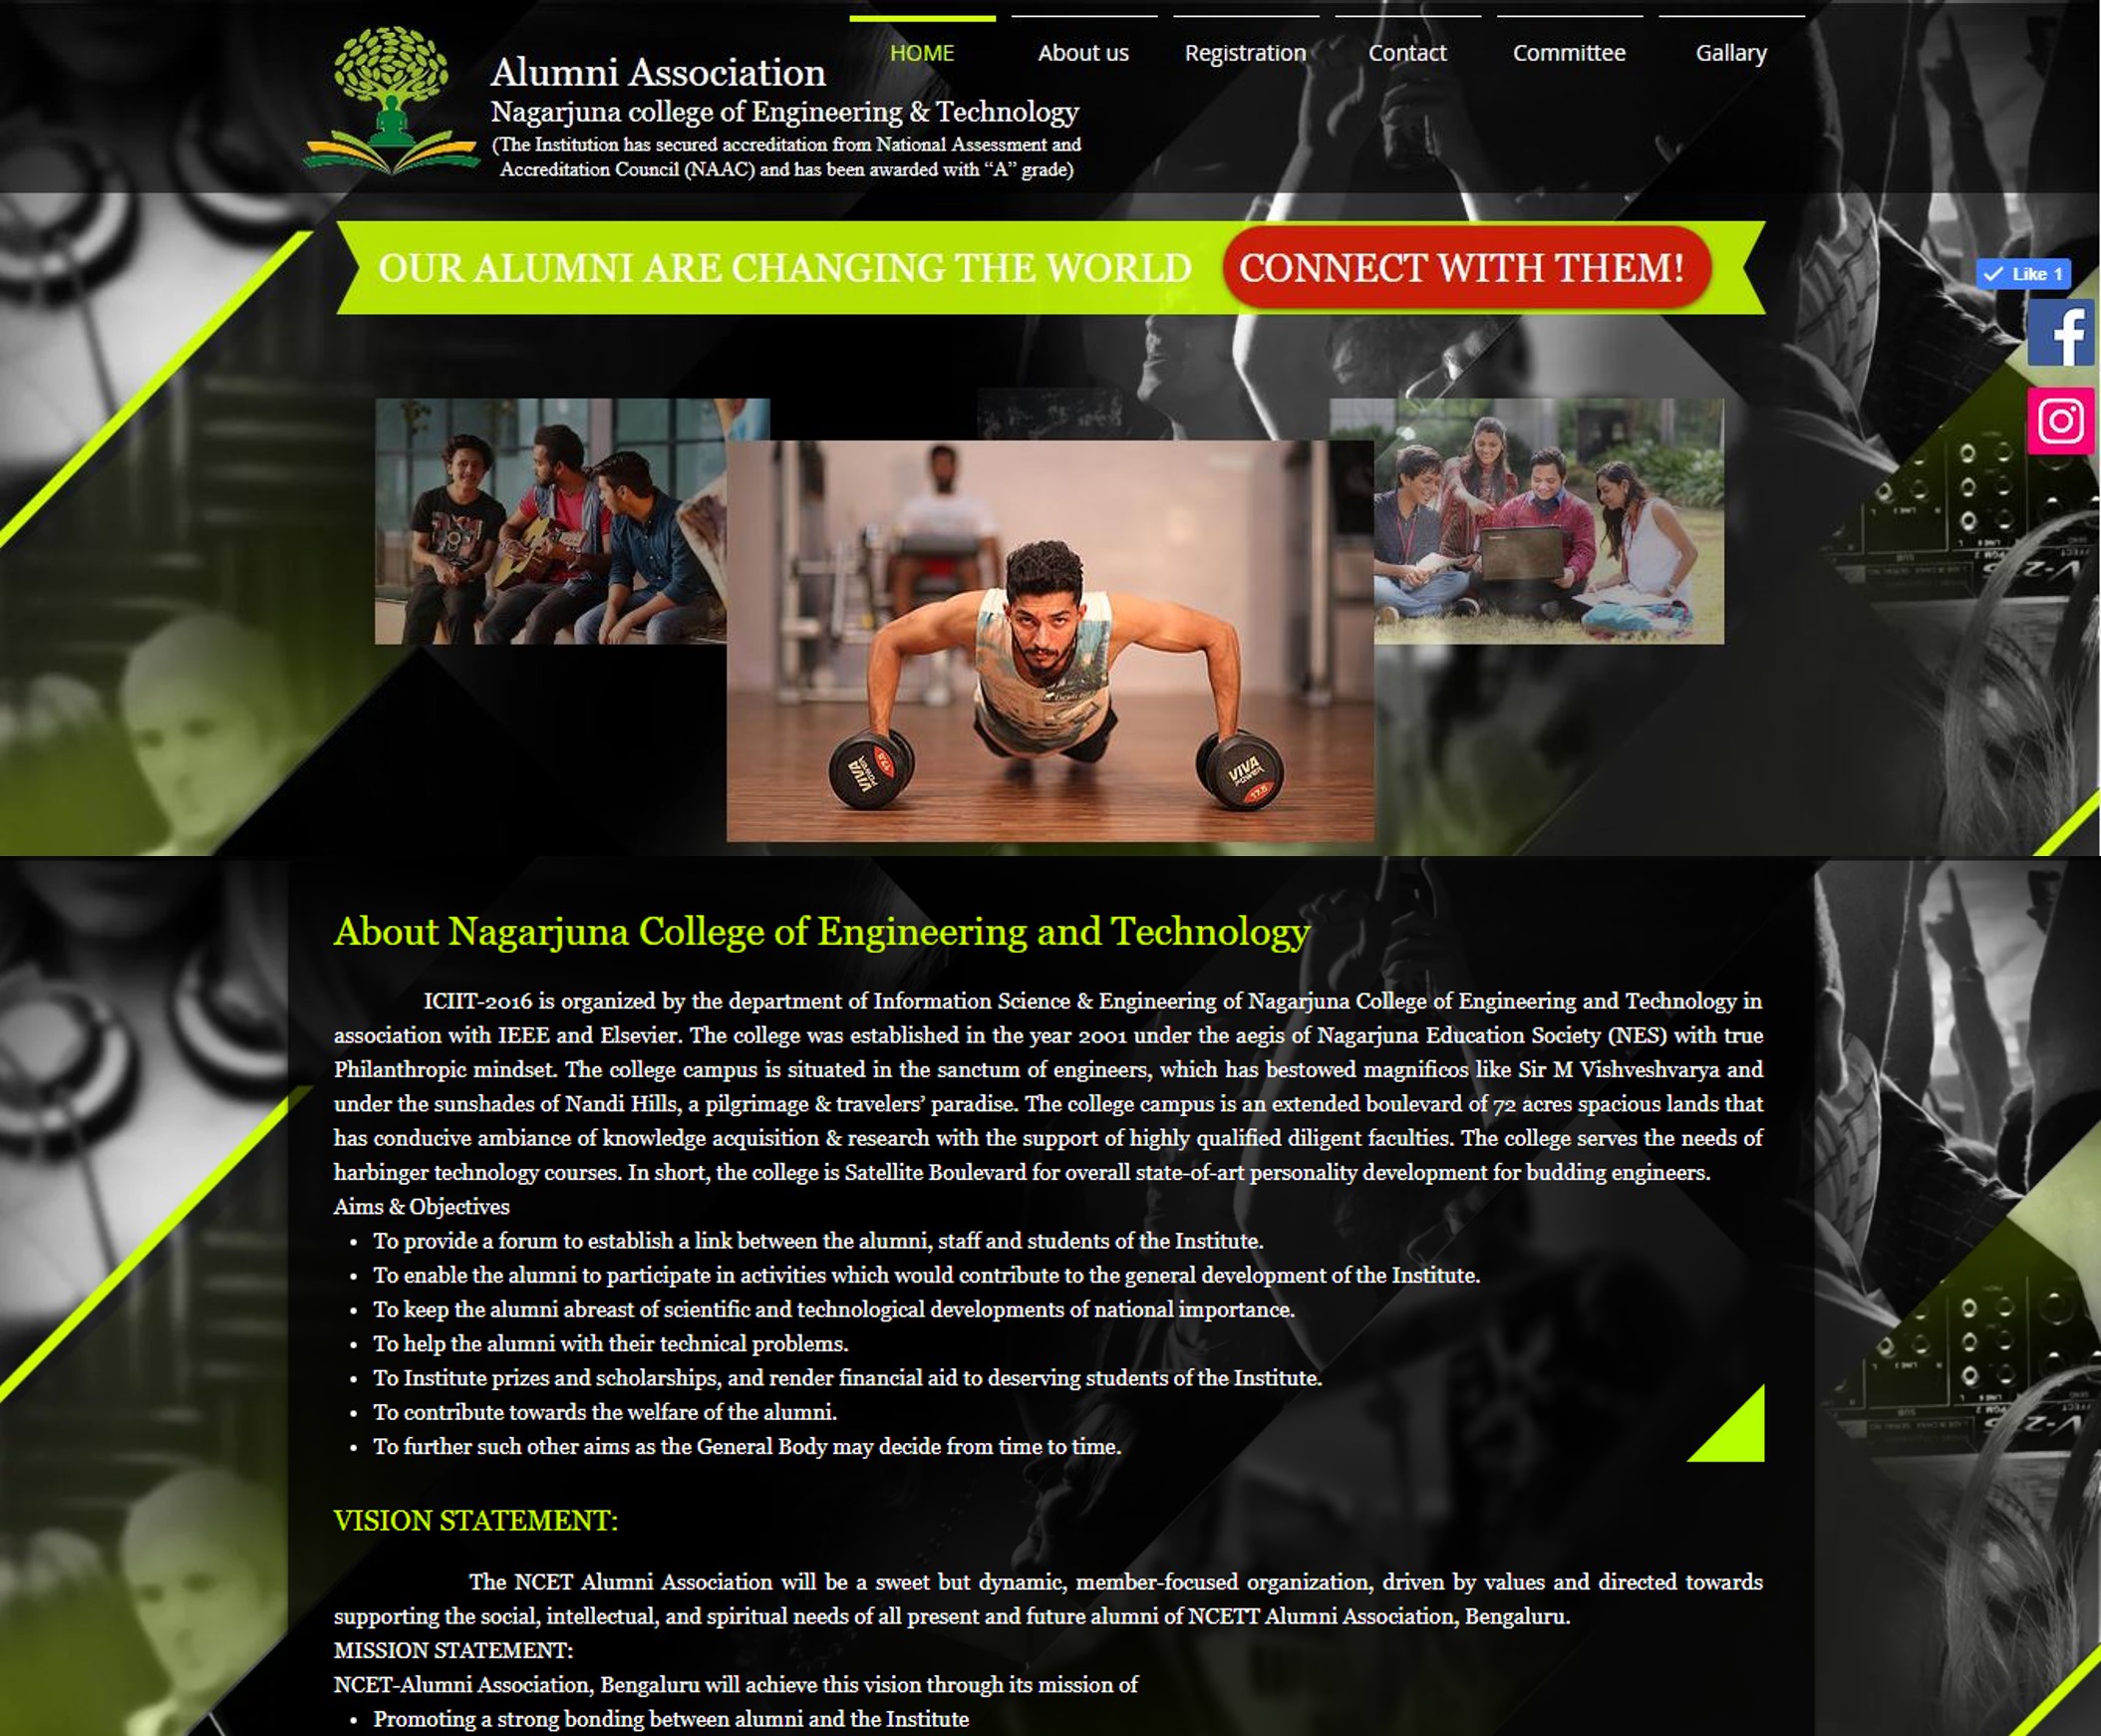 HOME
About us
Registration
Contact
Committee
Gallary
Alumni Association
Nagarjuna college of Engineering & Technology
(The Institution has secured accreditation from National Assessment and
Accreditation Council (NAAC) and has been awarded with “A” grade)
OUR ALUMNI ARE CHANGING THE WORLD
CONNECT WITH THEM!
Like 1
VIVA
POWER
17.5
VIVA
POWER
17.5
About Nagarjuna College of Engineering and Technology
ICIIT-2016 is organized by the department of Information Science & Engineering of Nagarjuna College of Engineering and Technology in
association with IEEE and Elsevier. The college was established in the year 2001 under the aegis of Nagarjuna Education Society (NES) with true
Philanthropic mindset. The college campus is situated in the sanctum of engineers, which has bestowed magnificos like Sir M Vishveshvarya and
under the sunshades of Nandi Hills, a pilgrimage & travelers’ paradise. The college campus is an extended boulevard of 72 acres spacious lands that
has conducive ambiance of knowledge acquisition & research with the support of highly qualified diligent faculties. The college serves the needs of
harbinger technology courses. In short, the college is Satellite Boulevard for overall state-of-art personality development for budding engineers.
Aims & Objectives
• To provide a forum to establish a link between the alumni, staff and students of the Institute.
• To enable the alumni to participate in activities which would contribute to the general development of the Institute.
• To keep the alumni abreast of scientific and technological developments of national importance.
• To help the alumni with their technical problems.
• To Institute prizes and scholarships, and render financial aid to deserving students of the Institute.
• To contribute towards the welfare of the alumni.
• To further such other aims as the General Body may decide from time to time.
VISION STATEMENT:
The NCET Alumni Association will be a sweet but dynamic, member-focused organization, driven by values and directed towards
supporting the social, intellectual, and spiritual needs of all present and future alumni of NCETT Alumni Association, Bengaluru.
MISSION STATEMENT:
NCET-Alumni Association, Bengaluru will achieve this vision through its mission of
• Promoting a strong bonding between alumni and the Institute